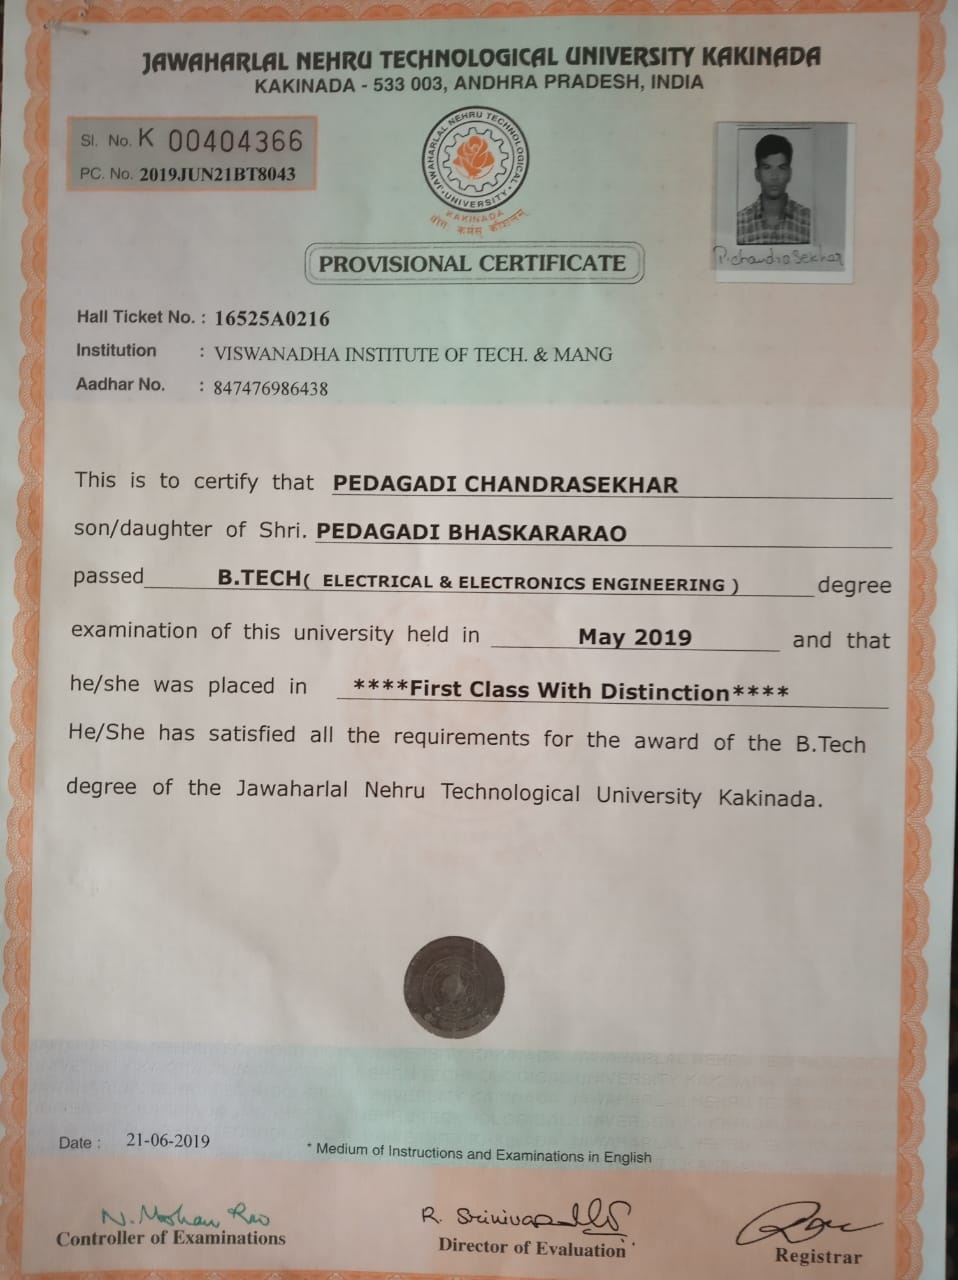 JAWAHARLAL NEHRU TECHNOLOGICAL UNIVERSITY KAKINADA
KAKINADA - 533 003, ANDHRA PRADESH, INDIA
Sl. No. K 00404366
PC. No. 2019JUN21BT8043
JAWAHARLAL NEHRU TECHNOLOGICAL UNIVERSITY
KAKINADA
योगः कर्मसु कौशलम्
P. chandra Sekhar
PROVISIONAL CERTIFICATE
Hall Ticket No. : 16525A0216
Institution : VISWANADHA INSTITUTE OF TECH. & MANG
Aadhar No. : 847476986438
This is to certify that PEDAGADI CHANDRASEKHAR
son/daughter of Shri. PEDAGADI BHASKARARAO
passed B.TECH( ELECTRICAL & ELECTRONICS ENGINEERING ) degree
examination of this university held in May 2019 and that
he/she was placed in ****First Class With Distinction****
He/She has satisfied all the requirements for the award of the B.Tech
degree of the Jawaharlal Nehru Technological University Kakinada.
Date : 21-06-2019
* Medium of Instructions and Examinations in English
N. Mohan Rao
R. Srinivasa
Controller of Examinations
Director of Evaluation
Registrar